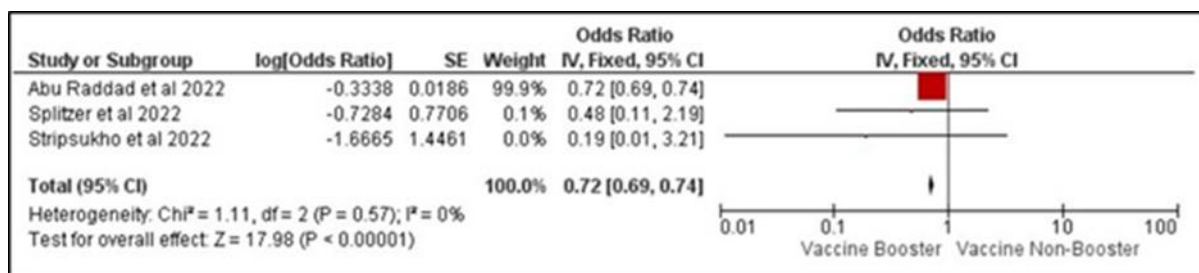 Odds Ratio Odds Ratio
Study or Subgroup log[Odds Ratio] SE Weight IV, Fixed, 95% CI IV, Fixed, 95% CI
Abu Raddad et al 2022 -0.3338 0.0186 99.9% 0.72 [0.69, 0.74]
Splitzer et al 2022 -0.7284 0.7706 0.1% 0.48 [0.11, 2.19]
Stripsukho et al 2022 -1.6665 1.4461 0.0% 0.19 [0.01, 3.21]
Total (95% CI) 100.0% 0.72 [0.69, 0.74]
Heterogeneity: Chi² = 1.11, df = 2 (P = 0.57); I² = 0%
Test for overall effect: Z = 17.98 (P < 0.00001)
0.01 0.1 1 10 100
Vaccine Booster Vaccine Non-Booster